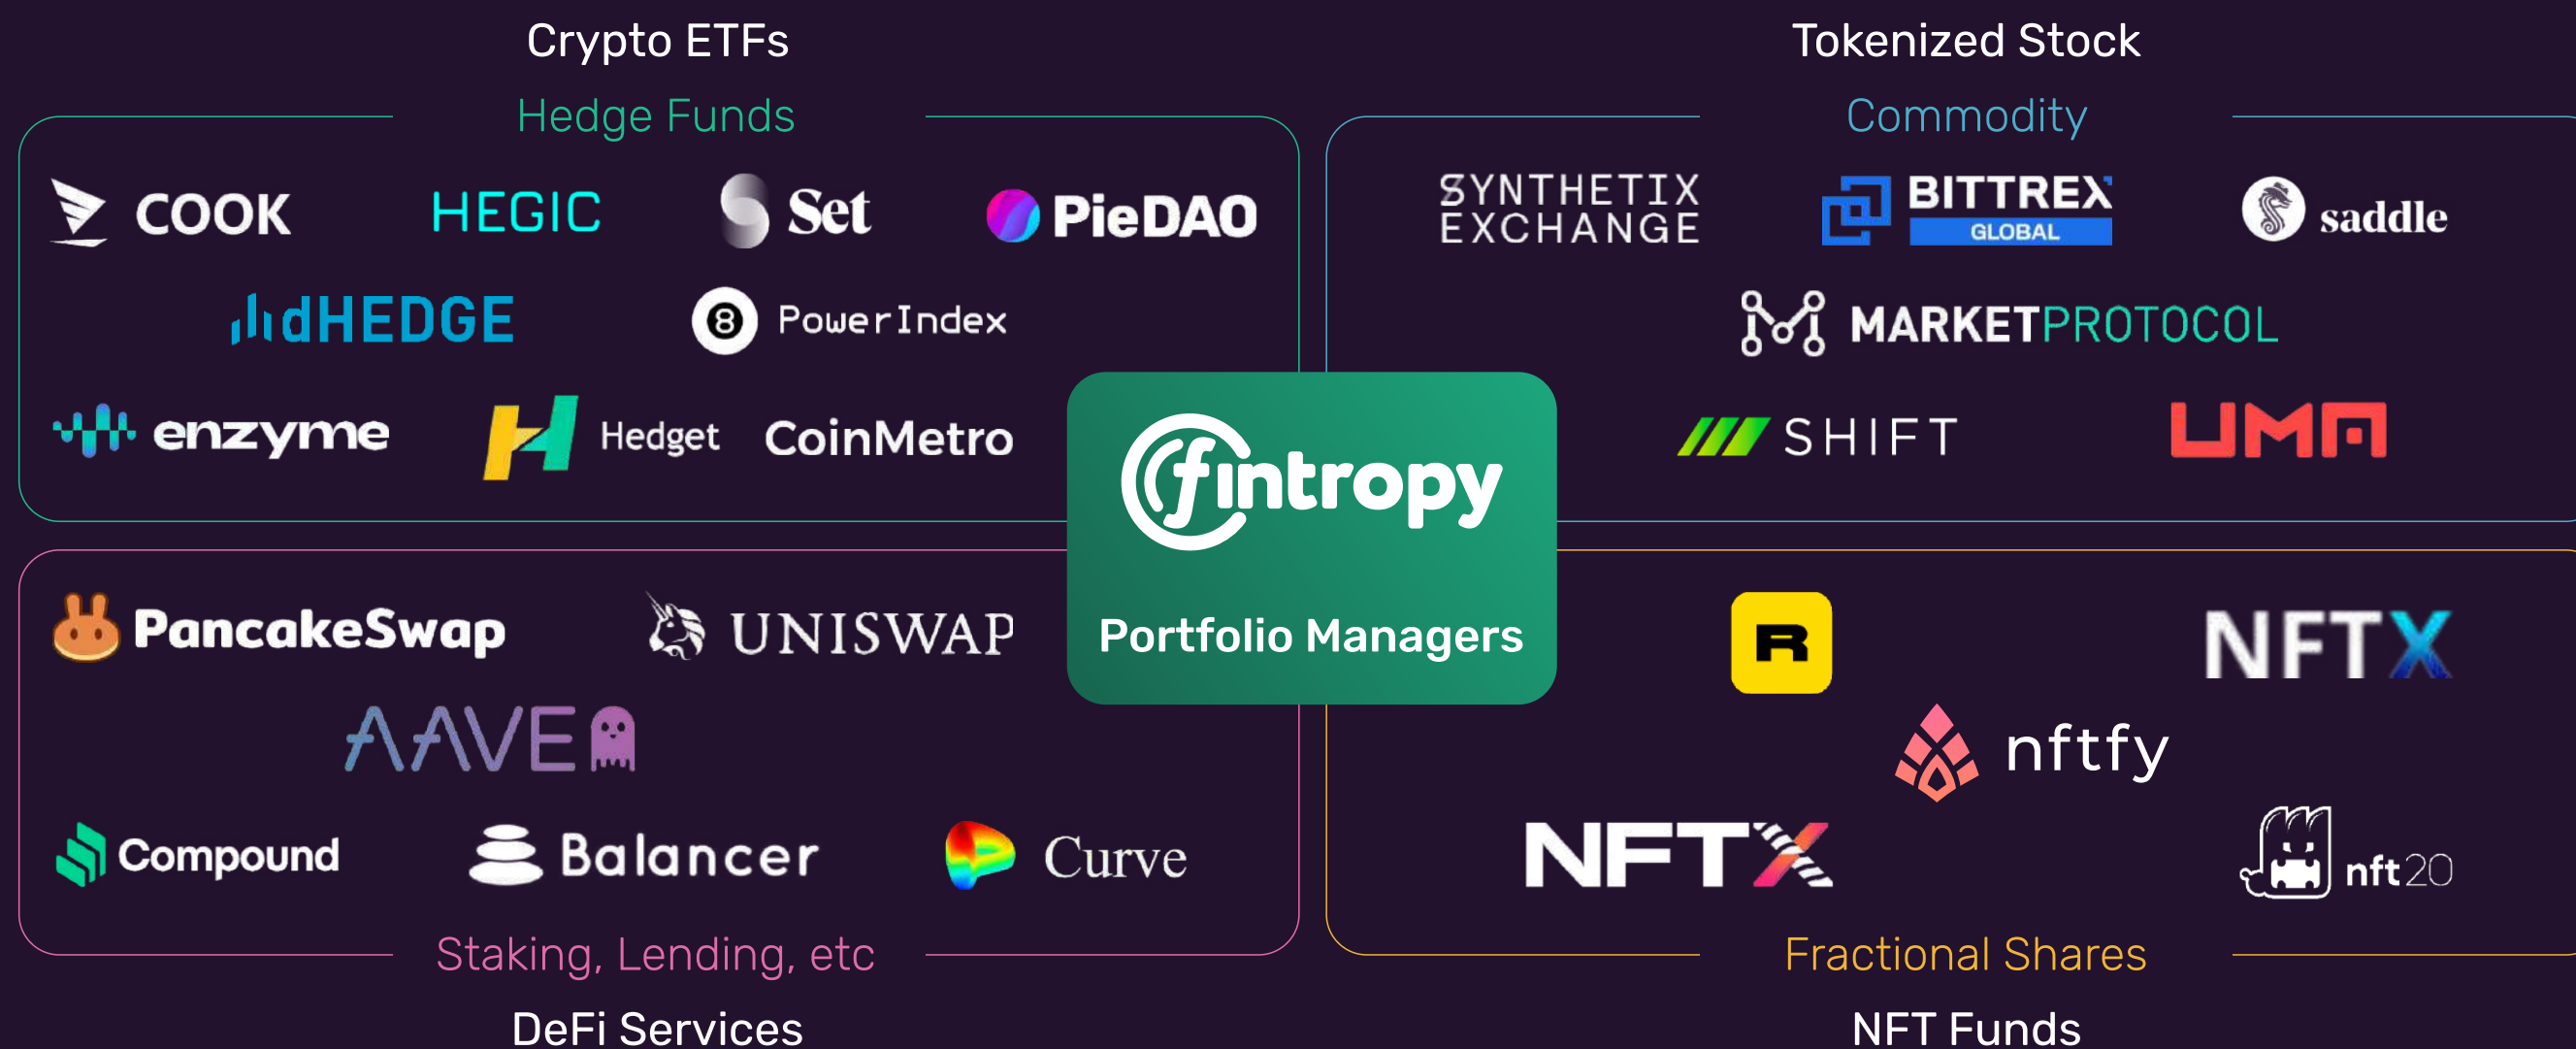 Crypto ETFs
Hedge Funds
COOK
HEGIC
Set
PieDAO
dHEDGE
8 PowerIndex
enzyme
Hedget
CoinMetro
Tokenized Stock
Commodity
SYNTHETIX
EXCHANGE
BITTREX
GLOBAL
saddle
MARKETPROTOCOL
SHIFT
UMA
fintropy
Portfolio Managers
PancakeSwap
UNISWAP
AAVE
Compound
Balancer
Curve
Staking, Lending, etc
DeFi Services
R
NFTX
nftfy
NFTX
nft20
Fractional Shares
NFT Funds